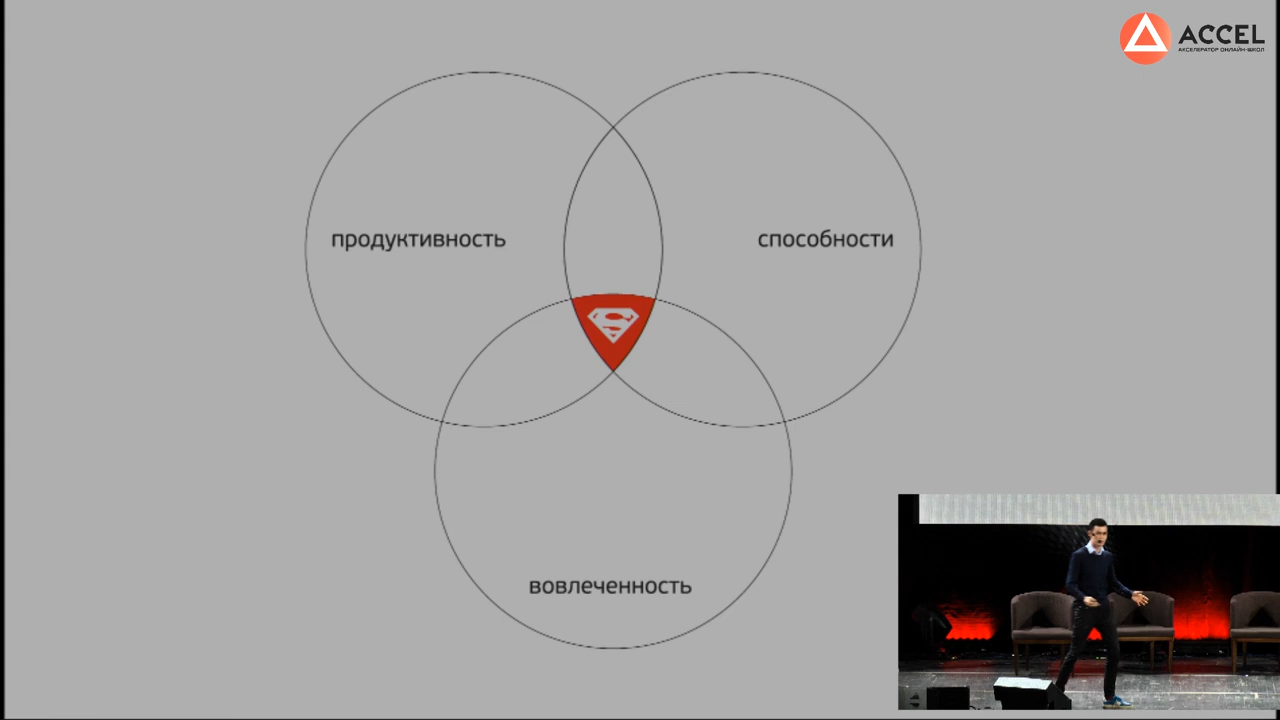 ACCEL
АКСЕЛЕРАТОР ОНЛАЙН-ШКОЛ
продуктивность
способности
вовлеченность